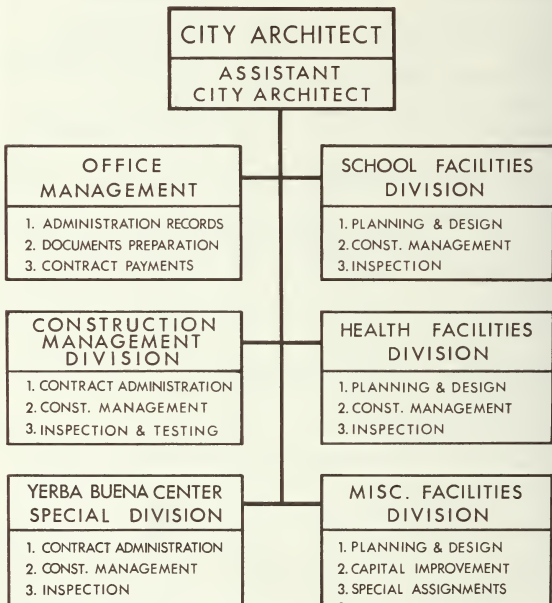 CITY ARCHITECT
ASSISTANT
CITY ARCHITECT
OFFICE
MANAGEMENT
1. ADMINISTRATION RECORDS
2. DOCUMENTS PREPARATION
3. CONTRACT PAYMENTS
SCHOOL FACILITIES
DIVISION
1. PLANNING & DESIGN
2. CONST. MANAGEMENT
3. INSPECTION
CONSTRUCTION
MANAGEMENT
DIVISION
1. CONTRACT ADMINISTRATION
2. CONST. MANAGEMENT
3. INSPECTION & TESTING
HEALTH FACILITIES
DIVISION
1. PLANNING & DESIGN
2. CONST. MANAGEMENT
3. INSPECTION
YERBA BUENA CENTER
SPECIAL DIVISION
1. CONTRACT ADMINISTRATION
2. CONST. MANAGEMENT
3. INSPECTION
MISC. FACILITIES
DIVISION
1. PLANNING & DESIGN
2. CAPITAL IMPROVEMENT
3. SPECIAL ASSIGNMENTS